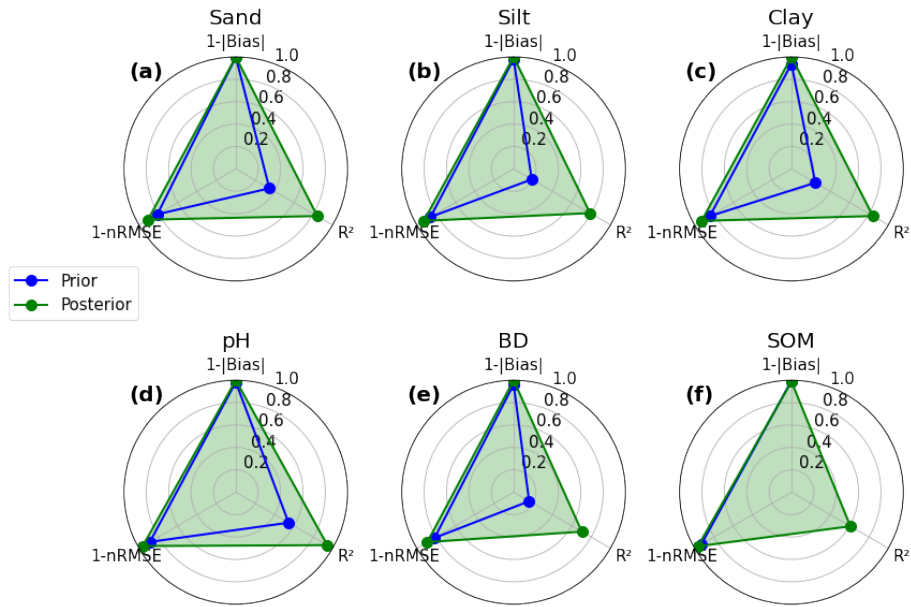 Sand
1-|Bias|
(a)
1.0
0.8
0.6
0.4
0.2
1-nRMSE
R²
Silt
1-|Bias|
(b)
1.0
0.8
0.6
0.4
0.2
1-nRMSE
R²
Clay
1-|Bias|
(c)
1.0
0.8
0.6
0.4
0.2
1-nRMSE
R²
Prior
Posterior
pH
1-|Bias|
(d)
1.0
0.8
0.6
0.4
0.2
1-nRMSE
R²
BD
1-|Bias|
(e)
1.0
0.8
0.6
0.4
0.2
1-nRMSE
R²
SOM
1-|Bias|
(f)
1.0
0.8
0.6
0.4
0.2
1-nRMSE
R²